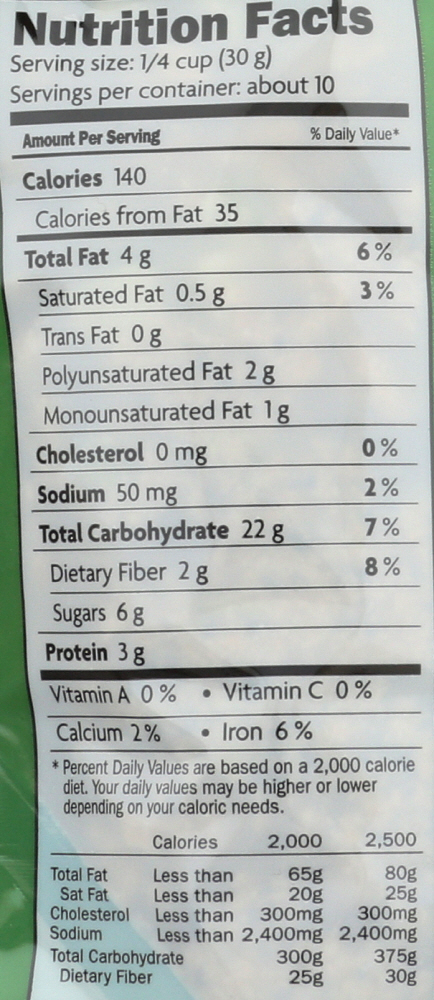 Nutrition Facts
Serving size: 1/4 cup (30 g)
Servings per container: about 10
Amount Per Serving % Daily Value*
Calories 140
Calories from Fat 35
Total Fat 4 g 6 %
Saturated Fat 0.5 g 3 %
Trans Fat 0 g
Polyunsaturated Fat 2 g
Monounsaturated Fat 1 g
Cholesterol 0 mg 0 %
Sodium 50 mg 2 %
Total Carbohydrate 22 g 7 %
Dietary Fiber 2 g 8 %
Sugars 6 g
Protein 3 g
Vitamin A 0 % • Vitamin C 0 %
Calcium 2% • Iron 6 %
* Percent Daily Values are based on a 2,000 calorie
diet. Your daily values may be higher or lower
depending on your caloric needs.
Calories 2,000 2,500
Total Fat Less than 65g 80g
Sat Fat Less than 20g 25g
Cholesterol Less than 300mg 300mg
Sodium Less than 2,400mg 2,400mg
Total Carbohydrate 300g 375g
Dietary Fiber 25g 30g